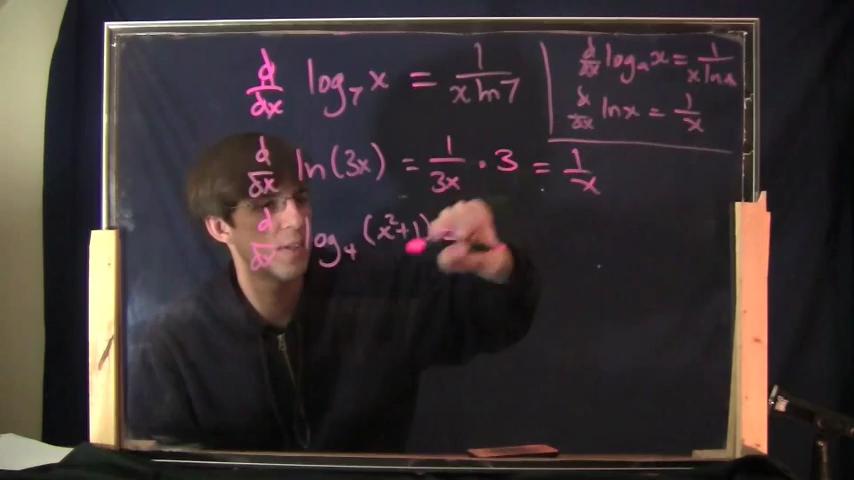 d/dx log₇ x = 1/(x ln 7)
d/dx logₐ x = 1/(x ln a)
d/dx ln x = 1/x
d/dx ln(3x) = 1/(3x) · 3 = 1/x
d/dx log₄ (x²+1) =